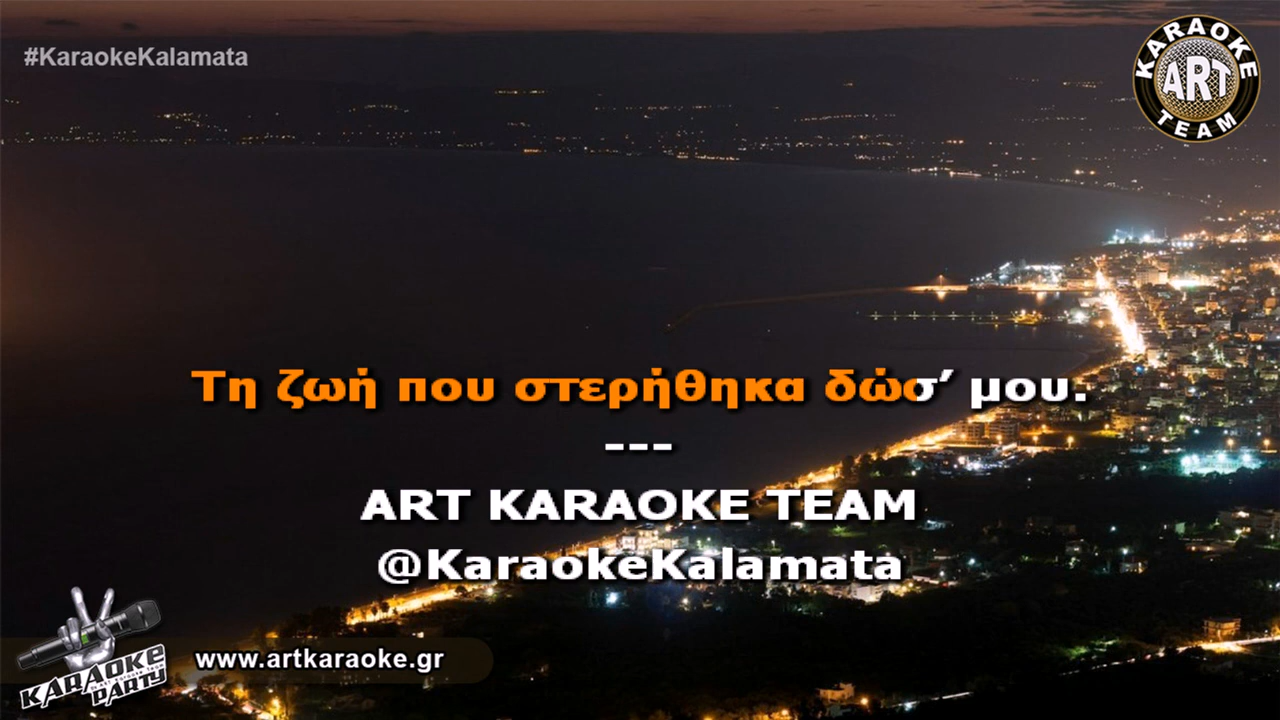 #KaraokeKalamata
KARAOKE
ART
TEAM
Τη ζωή που στερήθηκα δώσ’ μου.
---
ART KARAOKE TEAM
@KaraokeKalamata
KARAOKE
PARTY
www.artkaraoke.gr